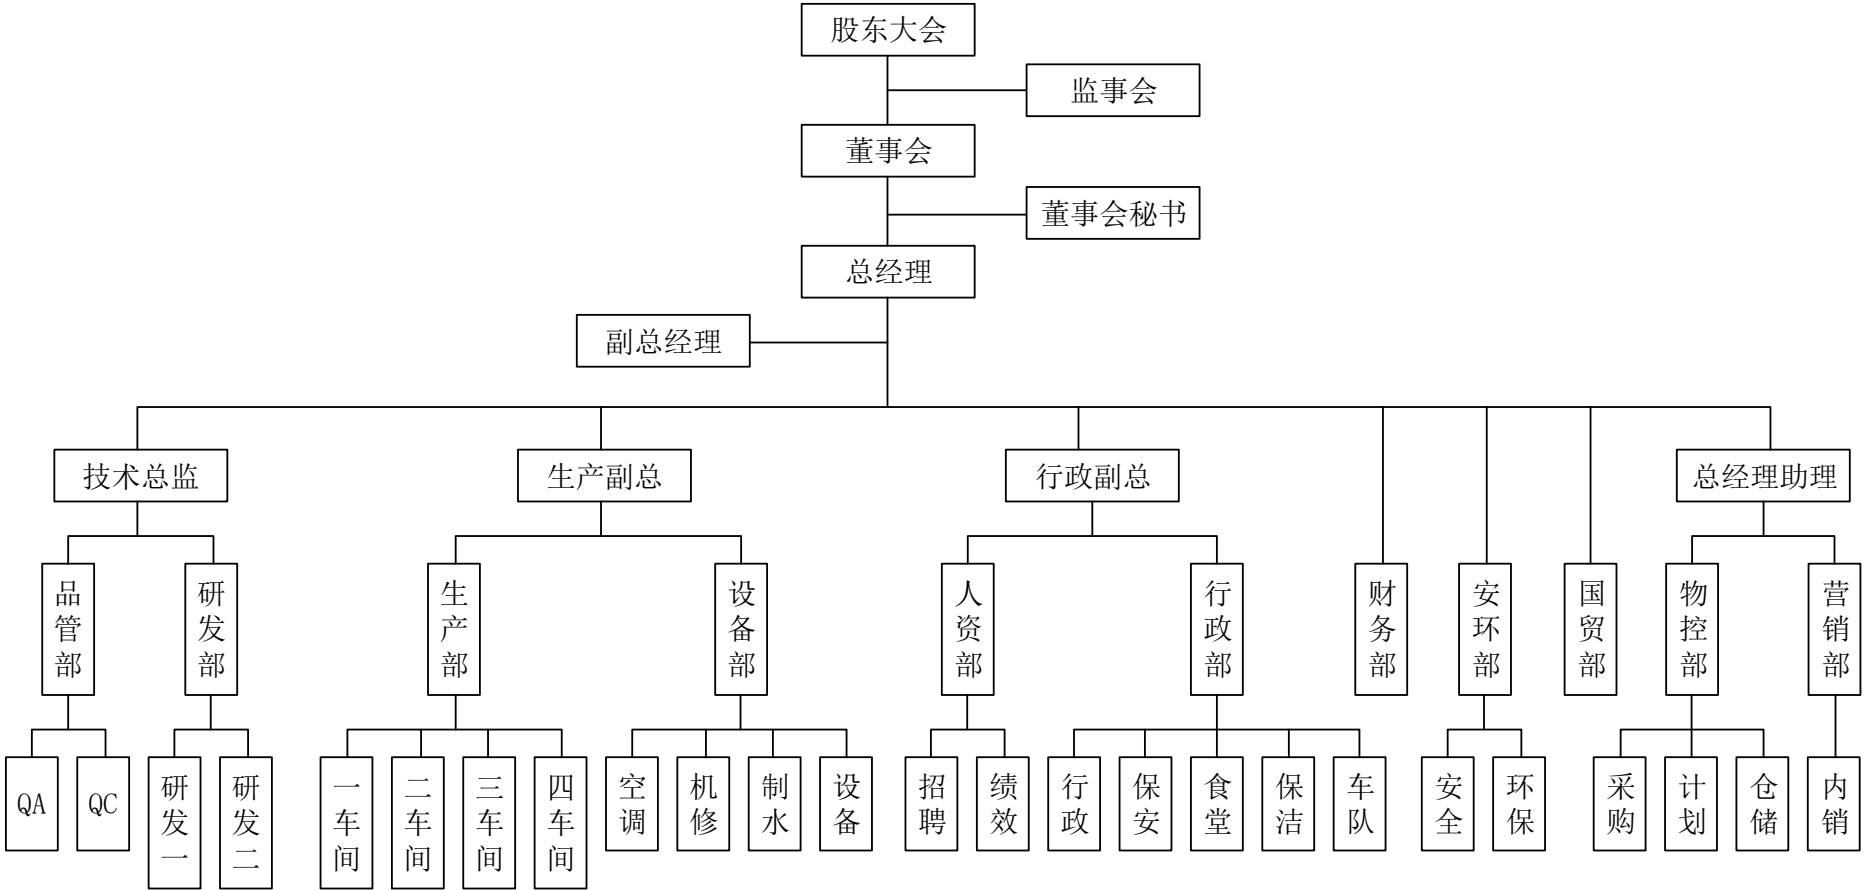 股东大会
监事会
董事会
董事会秘书
总经理
副总经理
技术总监
生产副总
行政副总
总经理助理
品管部
研发部
生产部
设备部
人资部
行政部
财务部
安环部
国贸部
物控部
营销部
QA
QC
研发一
研发二
一车间
二车间
三车间
四车间
空调
机修
制水
设备
招聘
绩效
行政
保安
食堂
保洁
车队
安全
环保
采购
计划
仓储
内销